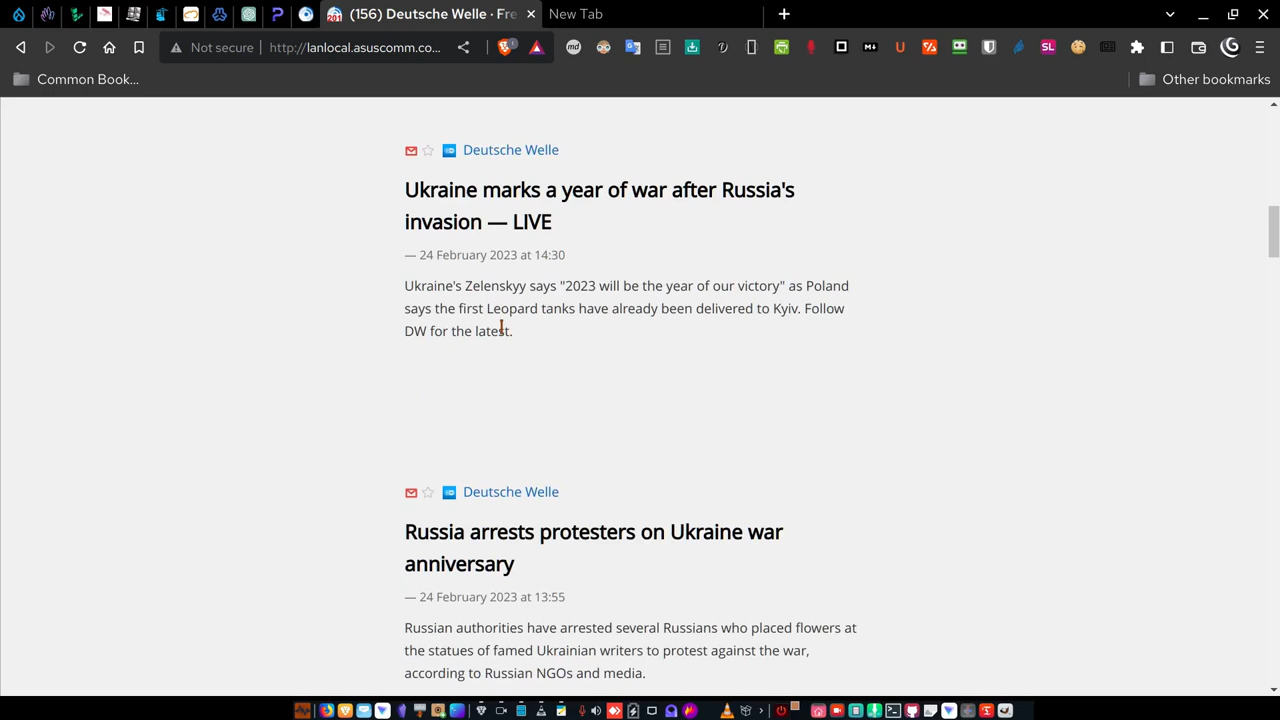 (156) Deutsche Welle · Fre
New Tab
Not secure
http://lanlocal.asuscomm.co...
Common Book...
Other bookmarks
Deutsche Welle
Ukraine marks a year of war after Russia's
invasion — LIVE
— 24 February 2023 at 14:30
Ukraine's Zelenskyy says "2023 will be the year of our victory" as Poland
says the first Leopard tanks have already been delivered to Kyiv. Follow
DW for the latest.
Deutsche Welle
Russia arrests protesters on Ukraine war
anniversary
— 24 February 2023 at 13:55
Russian authorities have arrested several Russians who placed flowers at
the statues of famed Ukrainian writers to protest against the war,
according to Russian NGOs and media.